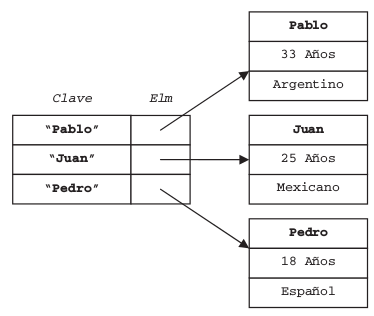 Clave Elm
"Pablo"
"Juan"
"Pedro"
Pablo
33 Años
Argentino
Juan
25 Años
Mexicano
Pedro
18 Años
Español